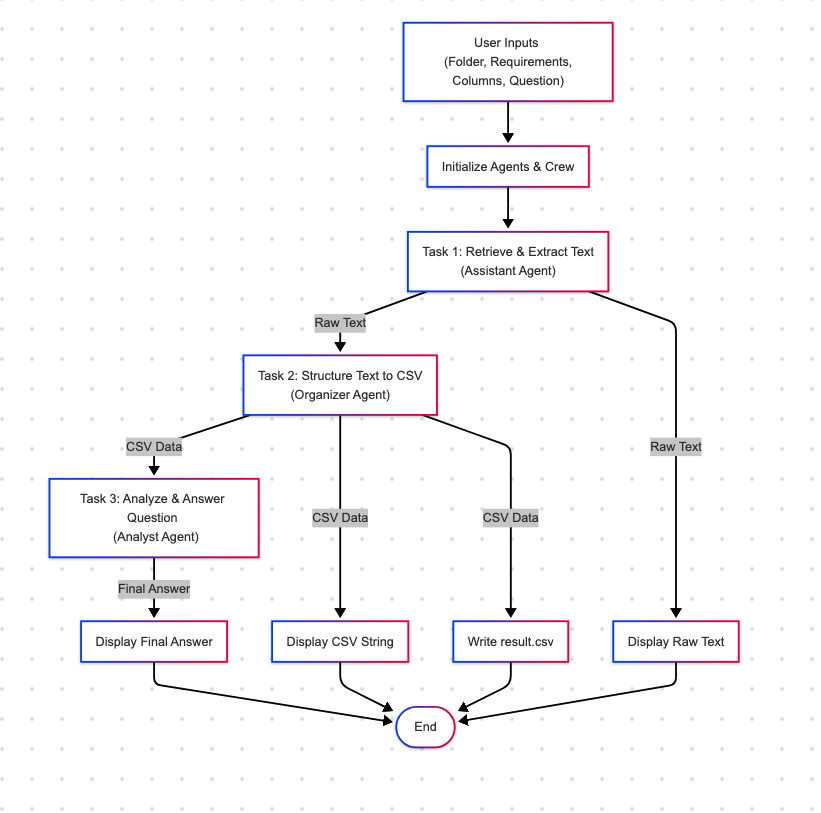 User Inputs
(Folder, Requirements,
Columns, Question)
Initialize Agents & Crew
Task 1: Retrieve & Extract Text
(Assistant Agent)
Raw Text
Task 2: Structure Text to CSV
(Organizer Agent)
CSV Data
Raw Text
Task 3: Analyze & Answer
Question
(Analyst Agent)
CSV Data
CSV Data
Final Answer
Display Final Answer
Display CSV String
Write result.csv
Display Raw Text
End